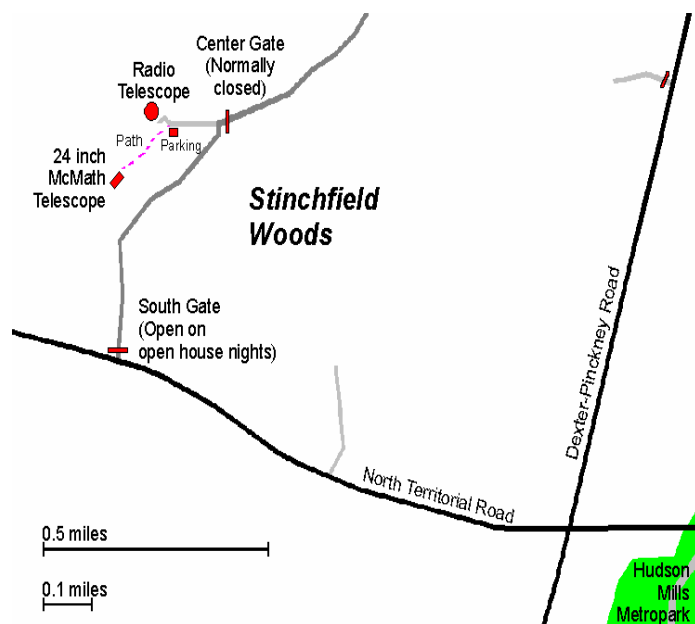 Center Gate
(Normally
closed)
Radio
Telescope
Path
Parking
24 inch
McMath
Telescope
Stinchfield
Woods
South Gate
(Open on
open house nights)
Dexter-Pinckney Road
North Territorial Road
0.5 miles
0.1 miles
Hudson
Mills
Metropark